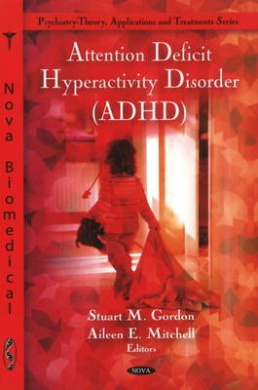 Psychiatry-Theory, Applications and Treatments Series
Attention Deficit
Hyperactivity Disorder
(ADHD)
Nova Biomedical
Stuart M. Gordon
Aileen E. Mitchell
Editors
NOVA